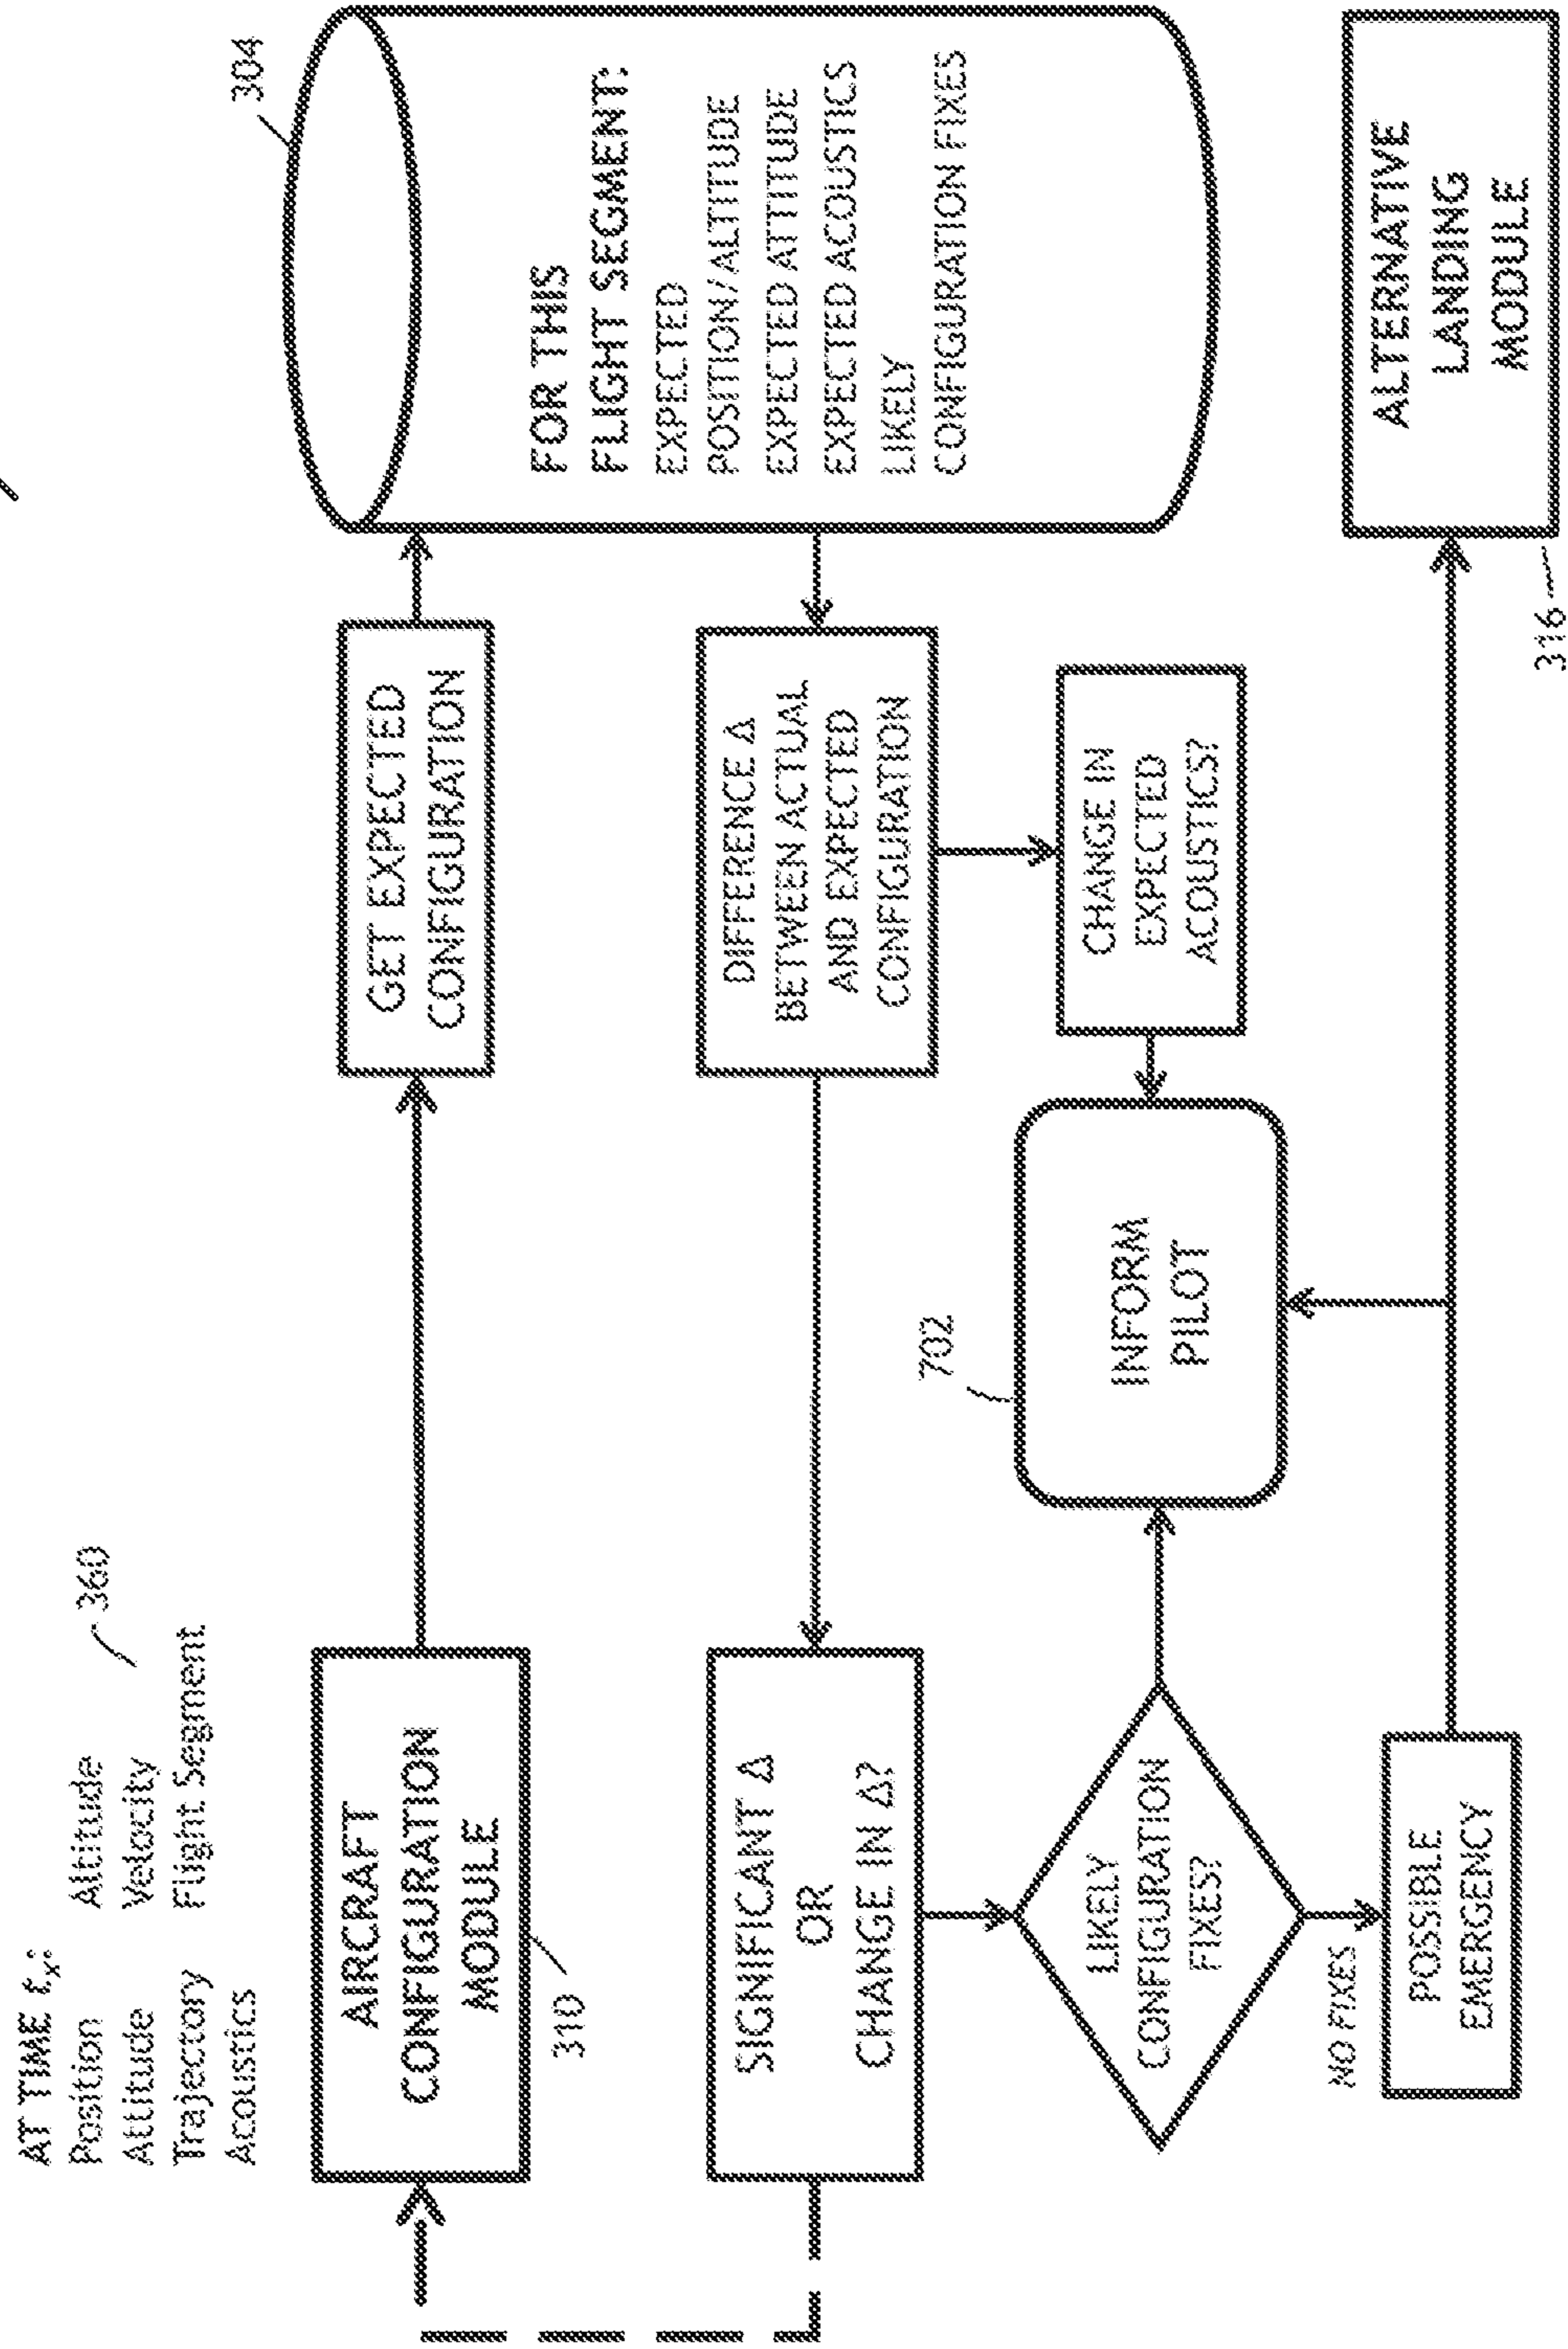 AT TIME tx:
Position Altitude
Attitude Velocity
Trajectory Flight Segment
Acoustics
360
304
AIRCRAFT
CONFIGURATION
MODULE
310
GET EXPECTED
CONFIGURATION
FOR THIS
FLIGHT SEGMENT:
EXPECTED
POSITION/ALTITUDE
EXPECTED ATTITUDE
EXPECTED ACOUSTICS
LIKELY
CONFIGURATION FIXES
SIGNIFICANT Δ
OR
CHANGE IN Δ?
DIFFERENCE Δ
BETWEEN ACTUAL
AND EXPECTED
CONFIGURATION
702
LIKELY
CONFIGURATION
FIXES?
INFORM
PILOT
CHANGE IN
EXPECTED
ACOUSTICS?
NO FIXES
POSSIBLE
EMERGENCY
ALTERNATIVE
LANDING
MODULE
316